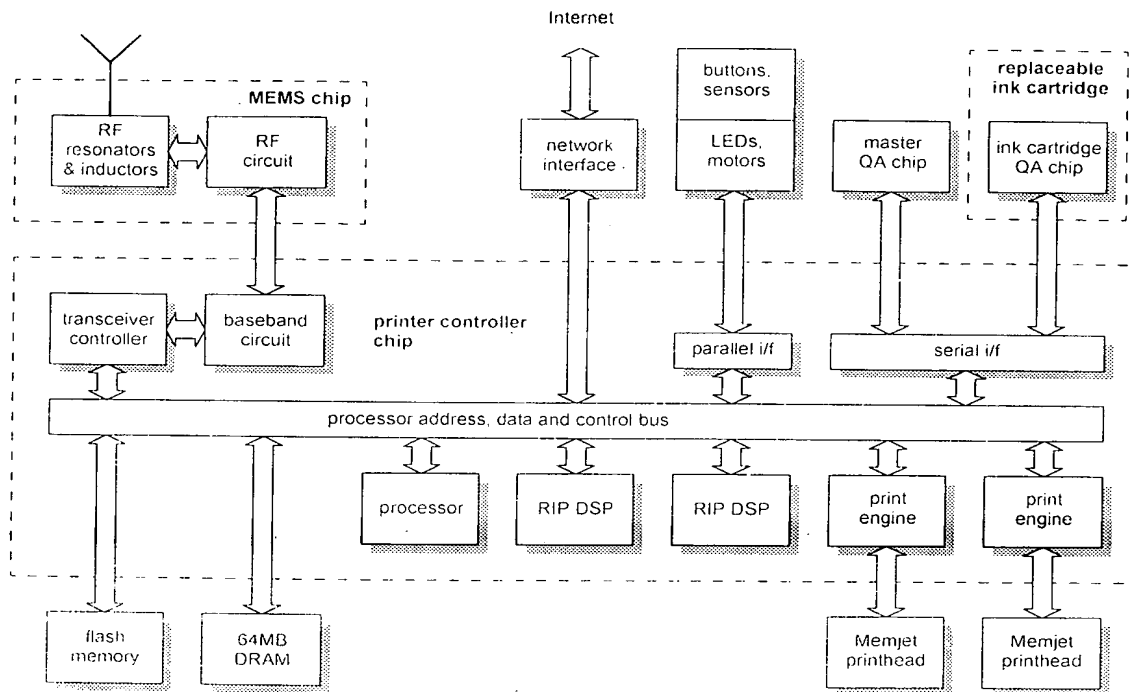 Internet
MEMS chip
RF
resonators
& inductors
RF
circuit
network
interface
buttons,
sensors
LEDs,
motors
master
QA chip
replaceable
ink cartridge
ink cartridge
QA chip
transceiver
controller
baseband
circuit
printer controller
chip
parallel i/f
serial i/f
processor address, data and control bus
processor
RIP DSP
RIP DSP
print
engine
print
engine
flash
memory
64MB
DRAM
Memjet
printhead
Memjet
printhead